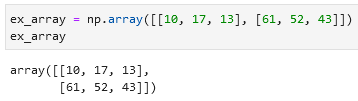 ex_array = np.array([[10, 17, 13], [61, 52, 43]])
ex_array
array([[10, 17, 13],
       [61, 52, 43]])